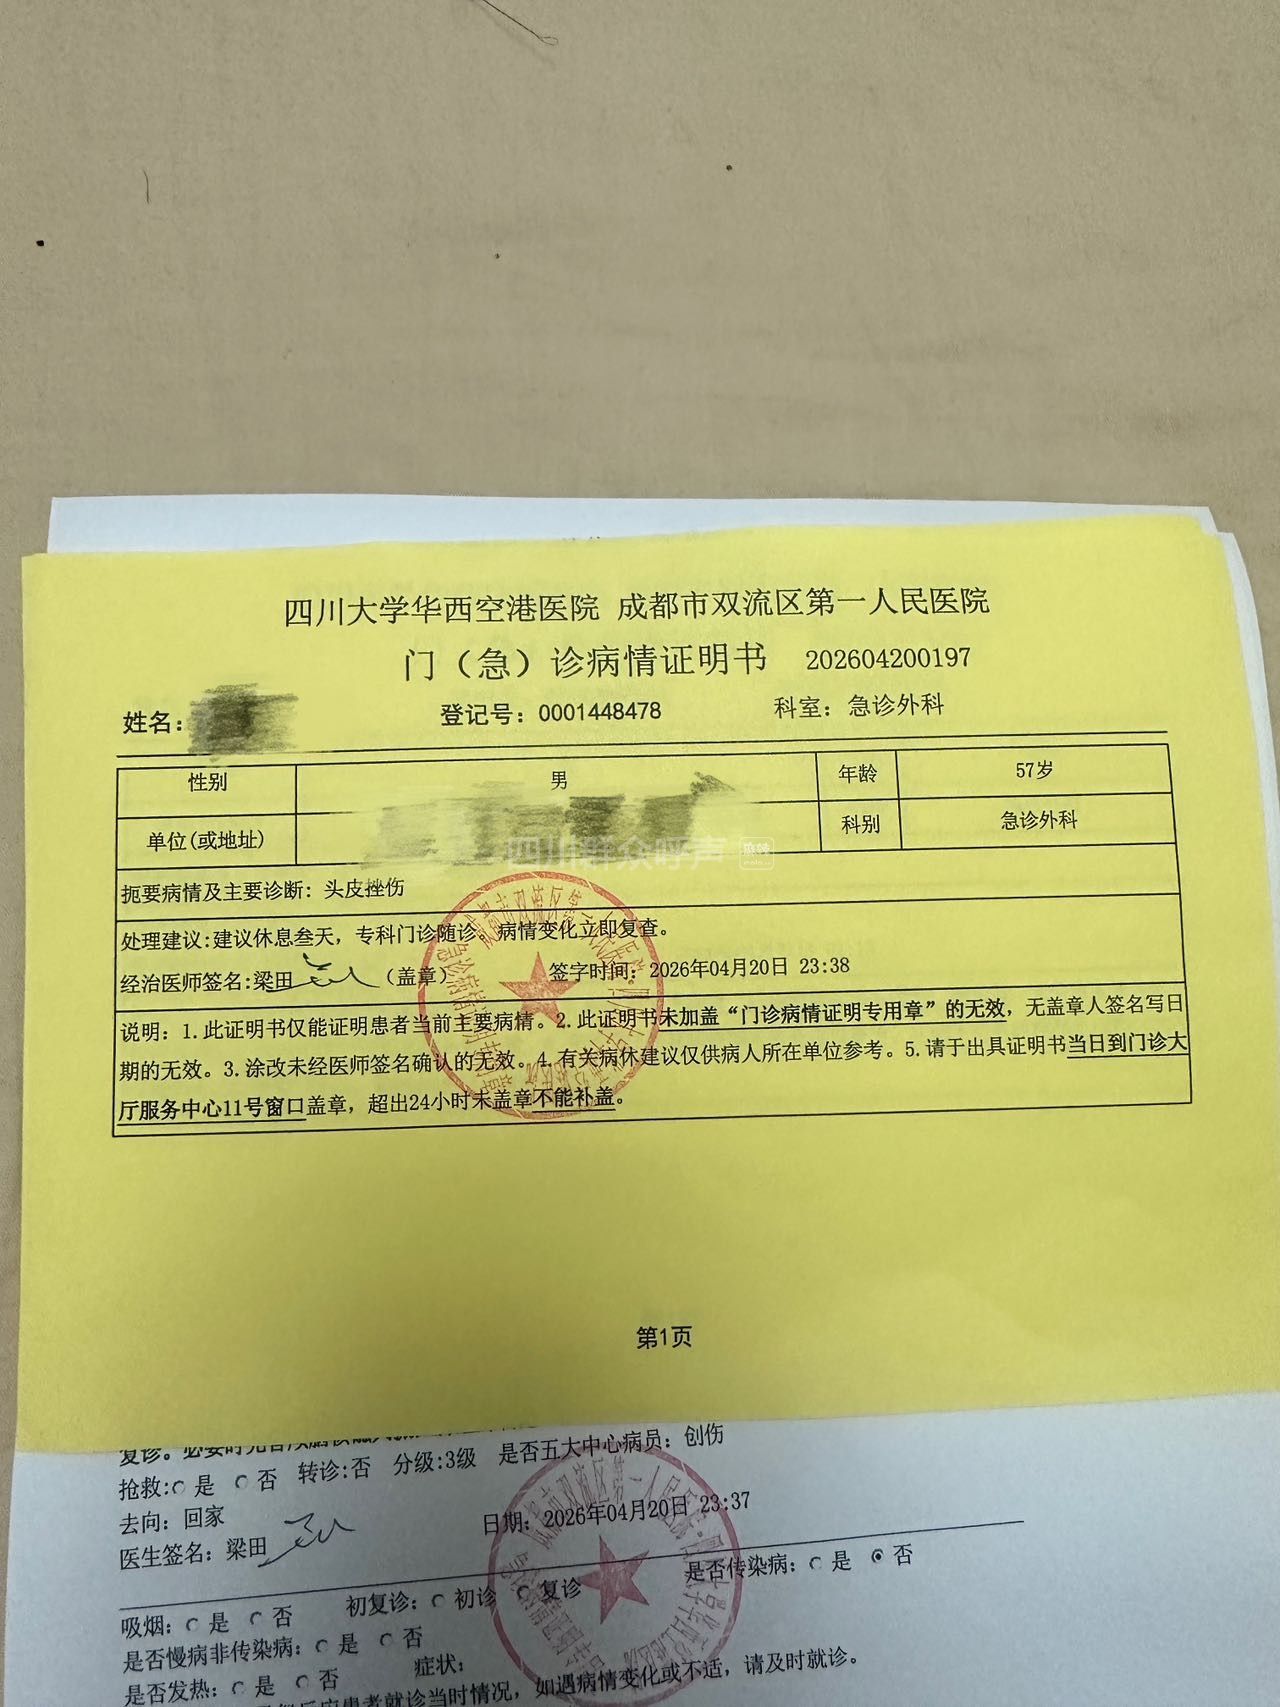 四川大学华西空港医院 成都市双流区第一人民医院
门（急）诊病情证明书 202604200197
姓名： 登记号：0001448478 科室：急诊外科
性别 男 年龄 57岁
单位(或地址) 科别 急诊外科
四川群众呼声
扼要病情及主要诊断: 头皮挫伤
处理建议:建议休息叁天，专科门诊随诊。病情变化立即复查。
经治医师签名:梁田 （盖章） 签字时间：2026年04月20日 23:38
说明：1.此证明书仅能证明患者当前主要病情。2.此证明书未加盖“门诊病情证明专用章”的无效，无盖章人签名写日
期的无效。3.涂改未经医师签名确认的无效。4.有关病休建议仅供病人所在单位参考。5.请于出具证明书当日到门诊大
厅服务中心11号窗口盖章，超出24小时未盖章不能补盖。
第1页
抢救:○ 是 ○ 否 转诊:否 分级:3级 是否五大中心病员：创伤
去向：回家
日期：2026年04月20日 23:37
医生签名：梁田
是否传染病：○ 是 ⦿ 否
吸烟：○ 是 ○ 否 初复诊：○ 初诊 ○ 复诊
是否慢病非传染病：○ 是 ○ 否
是否发热：○ 是 ○ 否 症状：
反应患者就诊当时情况，如遇病情变化或不适，请及时就诊。